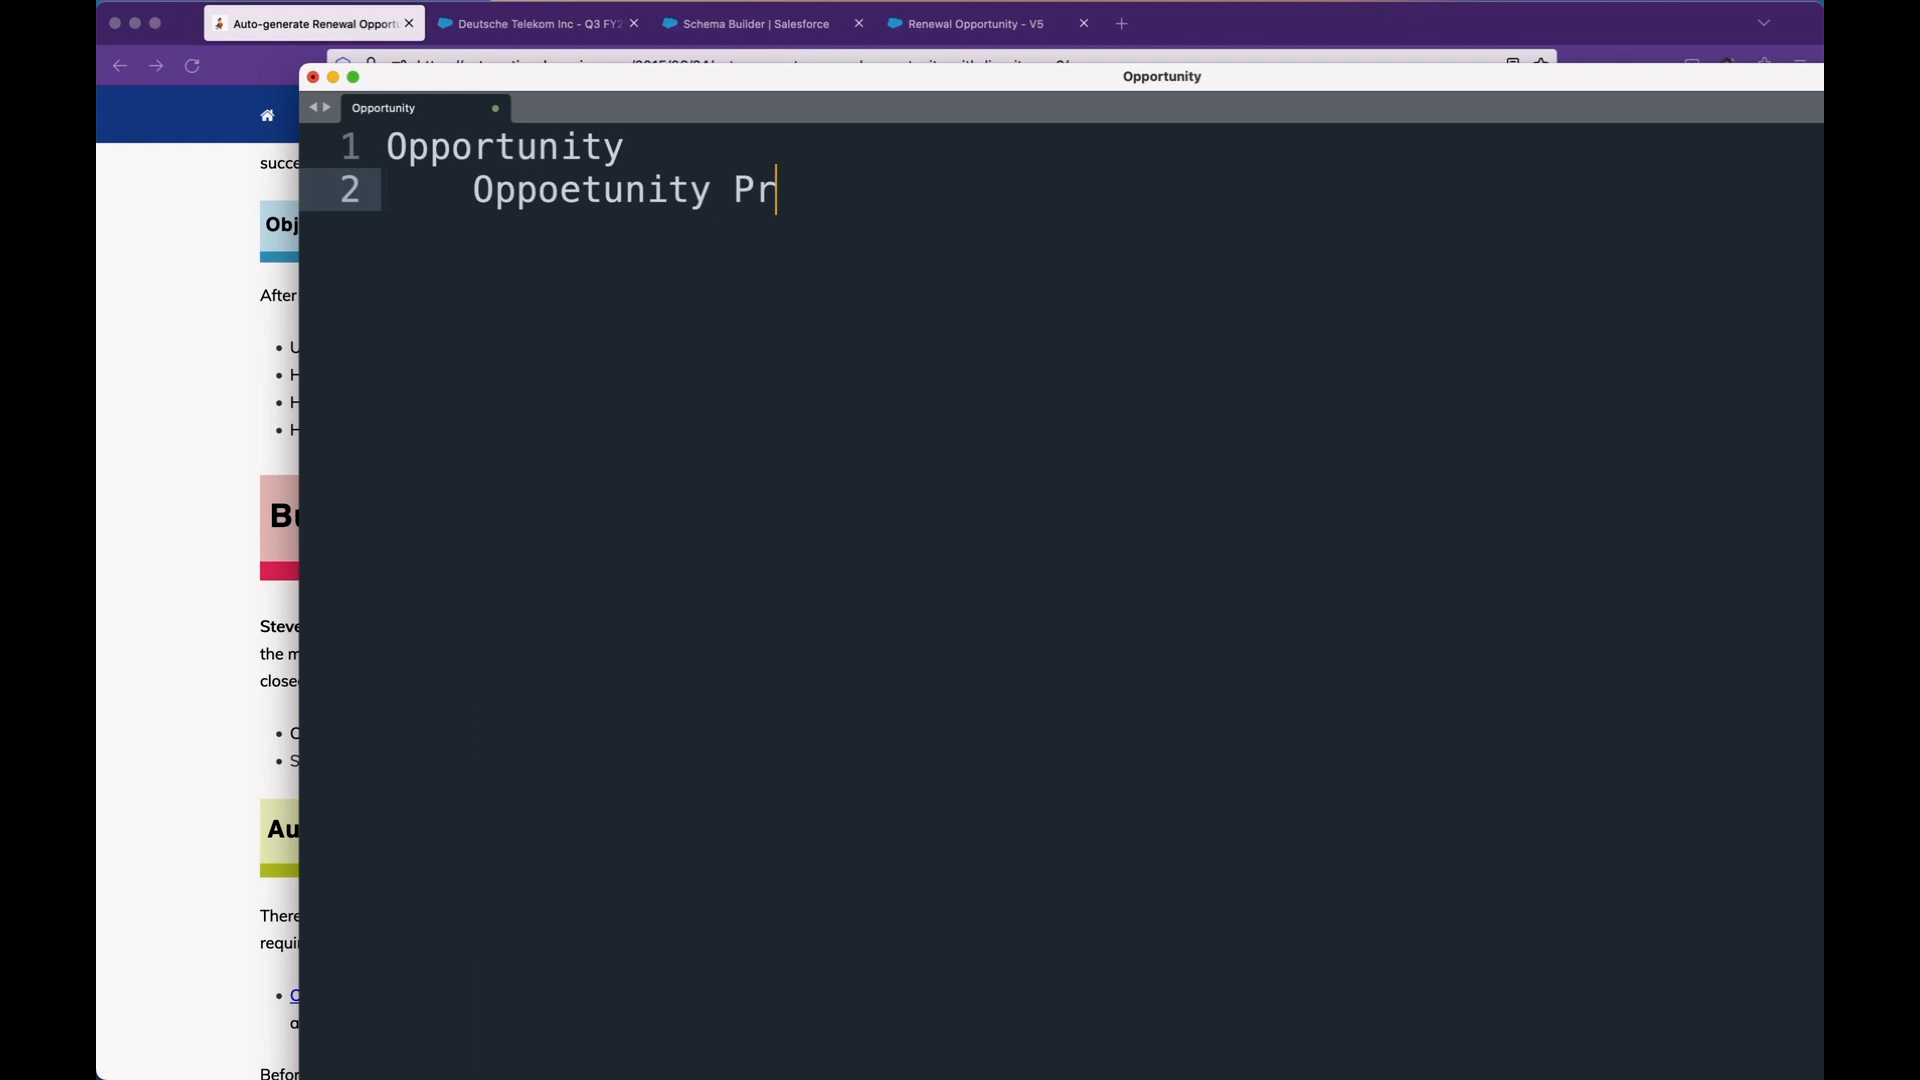 Auto-generate Renewal Opport
Deutsche Telekom Inc - Q3 FY2
Schema Builder | Salesforce
Renewal Opportunity - V5
Opportunity
Opportunity
1 Opportunity
2 Oppoetunity Pr
succe
Obj
After
U
H
H
H
Bu
Steve
the m
close
C
S
Au
There
requi
C
a
Befor